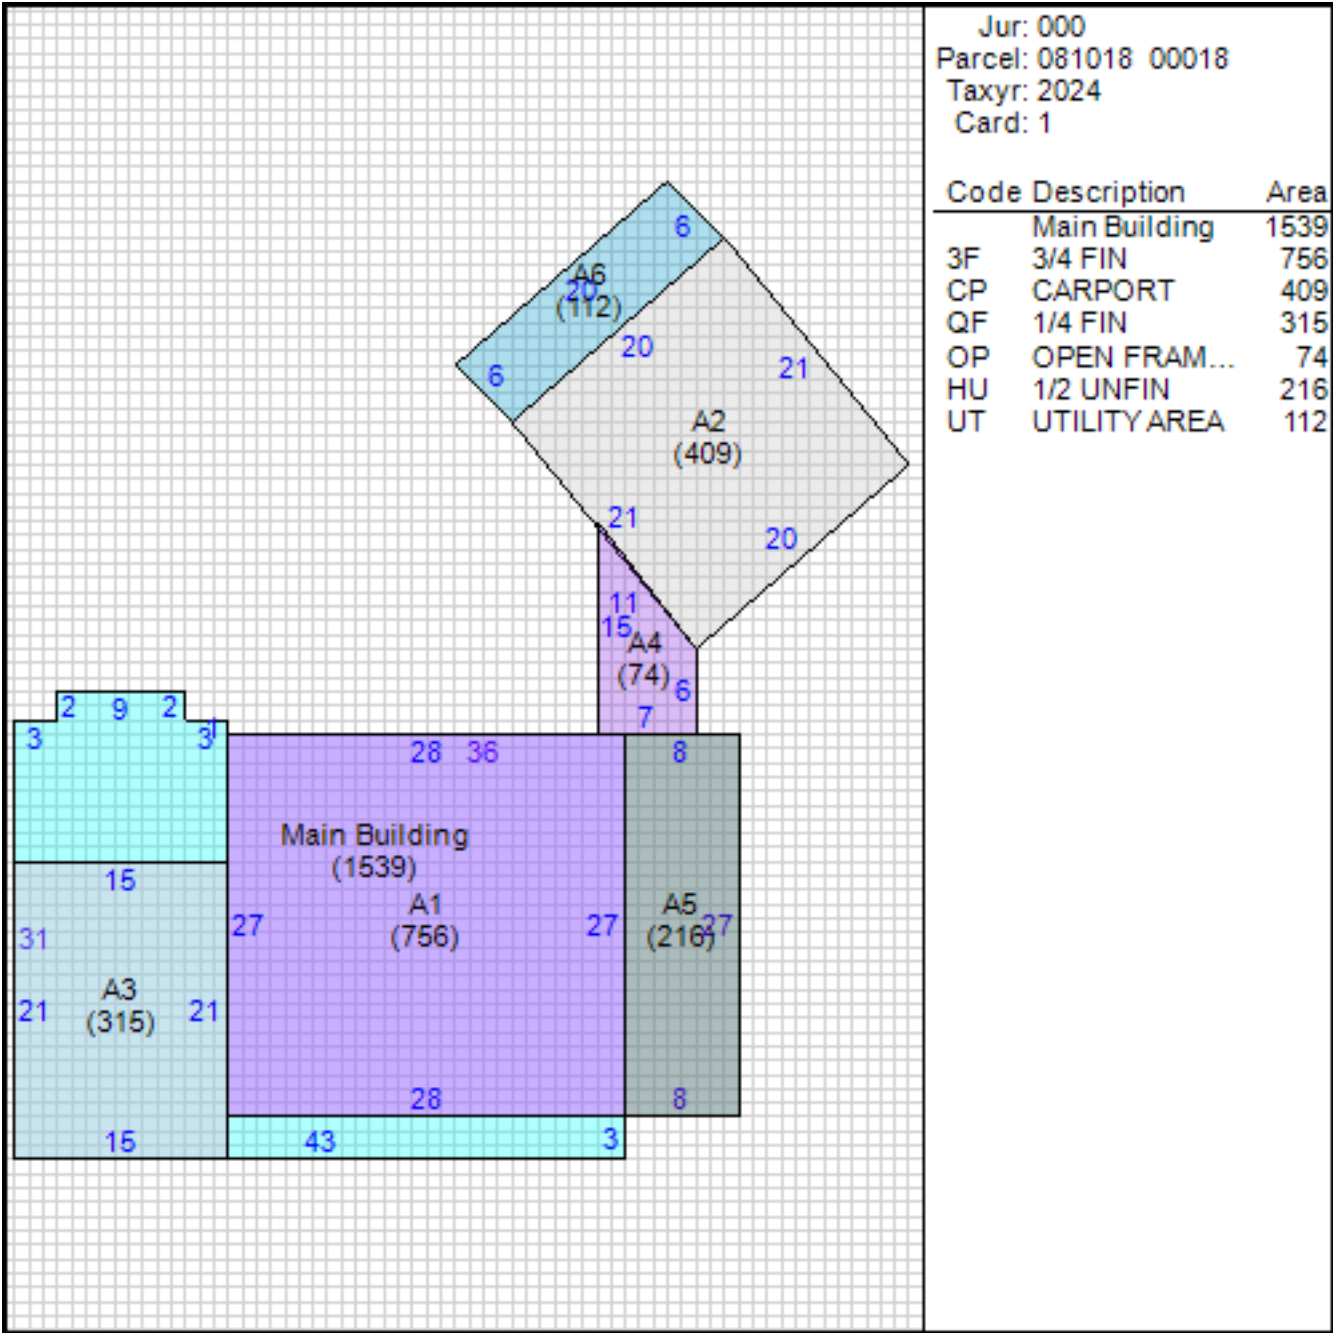 Jur: 000
Parcel: 081018 00018
Taxyr: 2024
Card: 1
Code Description Area
Main Building 1539
3F 3/4 FIN 756
CP CARPORT 409
QF 1/4 FIN 315
OP OPEN FRAM... 74
HU 1/2 UNFIN 216
UT UTILITY AREA 112
6
A6
20
(112)
6
20
21
A2
(409)
21
20
11
15
A4
(74)
6
7
2 9 2
3 3 1
28 36 8
Main Building
(1539)
15
A1
(756)
27 27
A5
(216)
27
31
A3
(315)
21 21
28 8
15 43 3